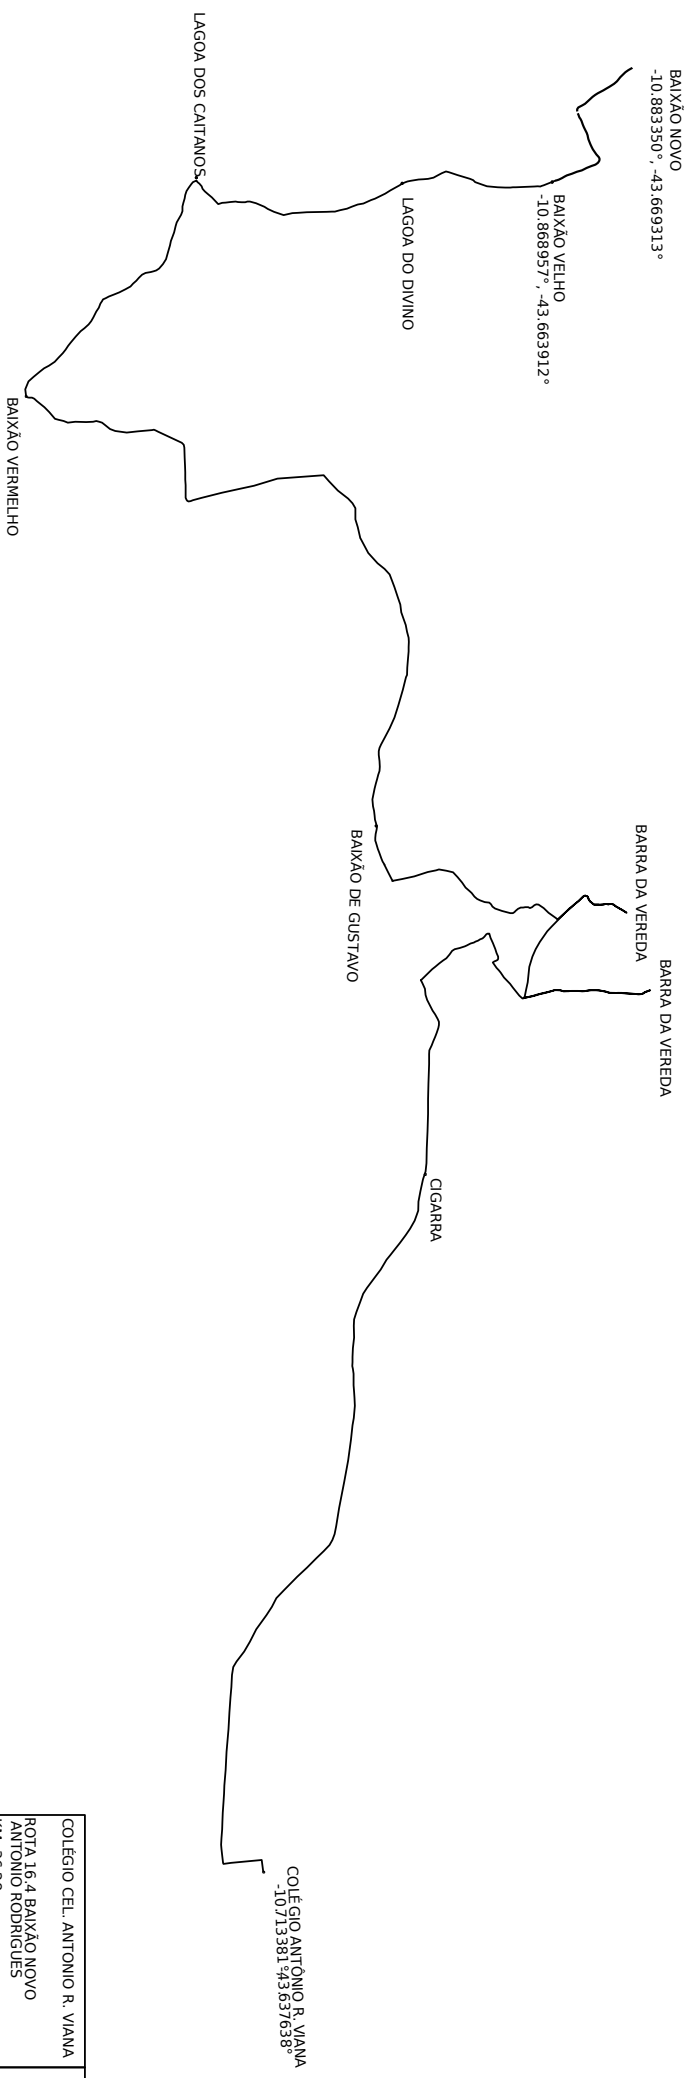 BAIXÃO NOVO
-10.883350°, -43.669313°
BAIXÃO VELHO
-10.868957°, -43.663912°
LAGOA DO DIVINO
LAGOA DOS CAITANOS
BAIXÃO VERMELHO
BAIXÃO DE GUSTAVO
BARRA DA VEREDA
BARRA DA VEREDA
CIGARRA
COLÉGIO ANTÔNIO R. VIANA
-10.713381°-43.637638°
COLÉGIO CEL. ANTONIO R. VIANA
ROTA 16.4 BAIXÃO NOVO
ANTONIO RODRIGUES